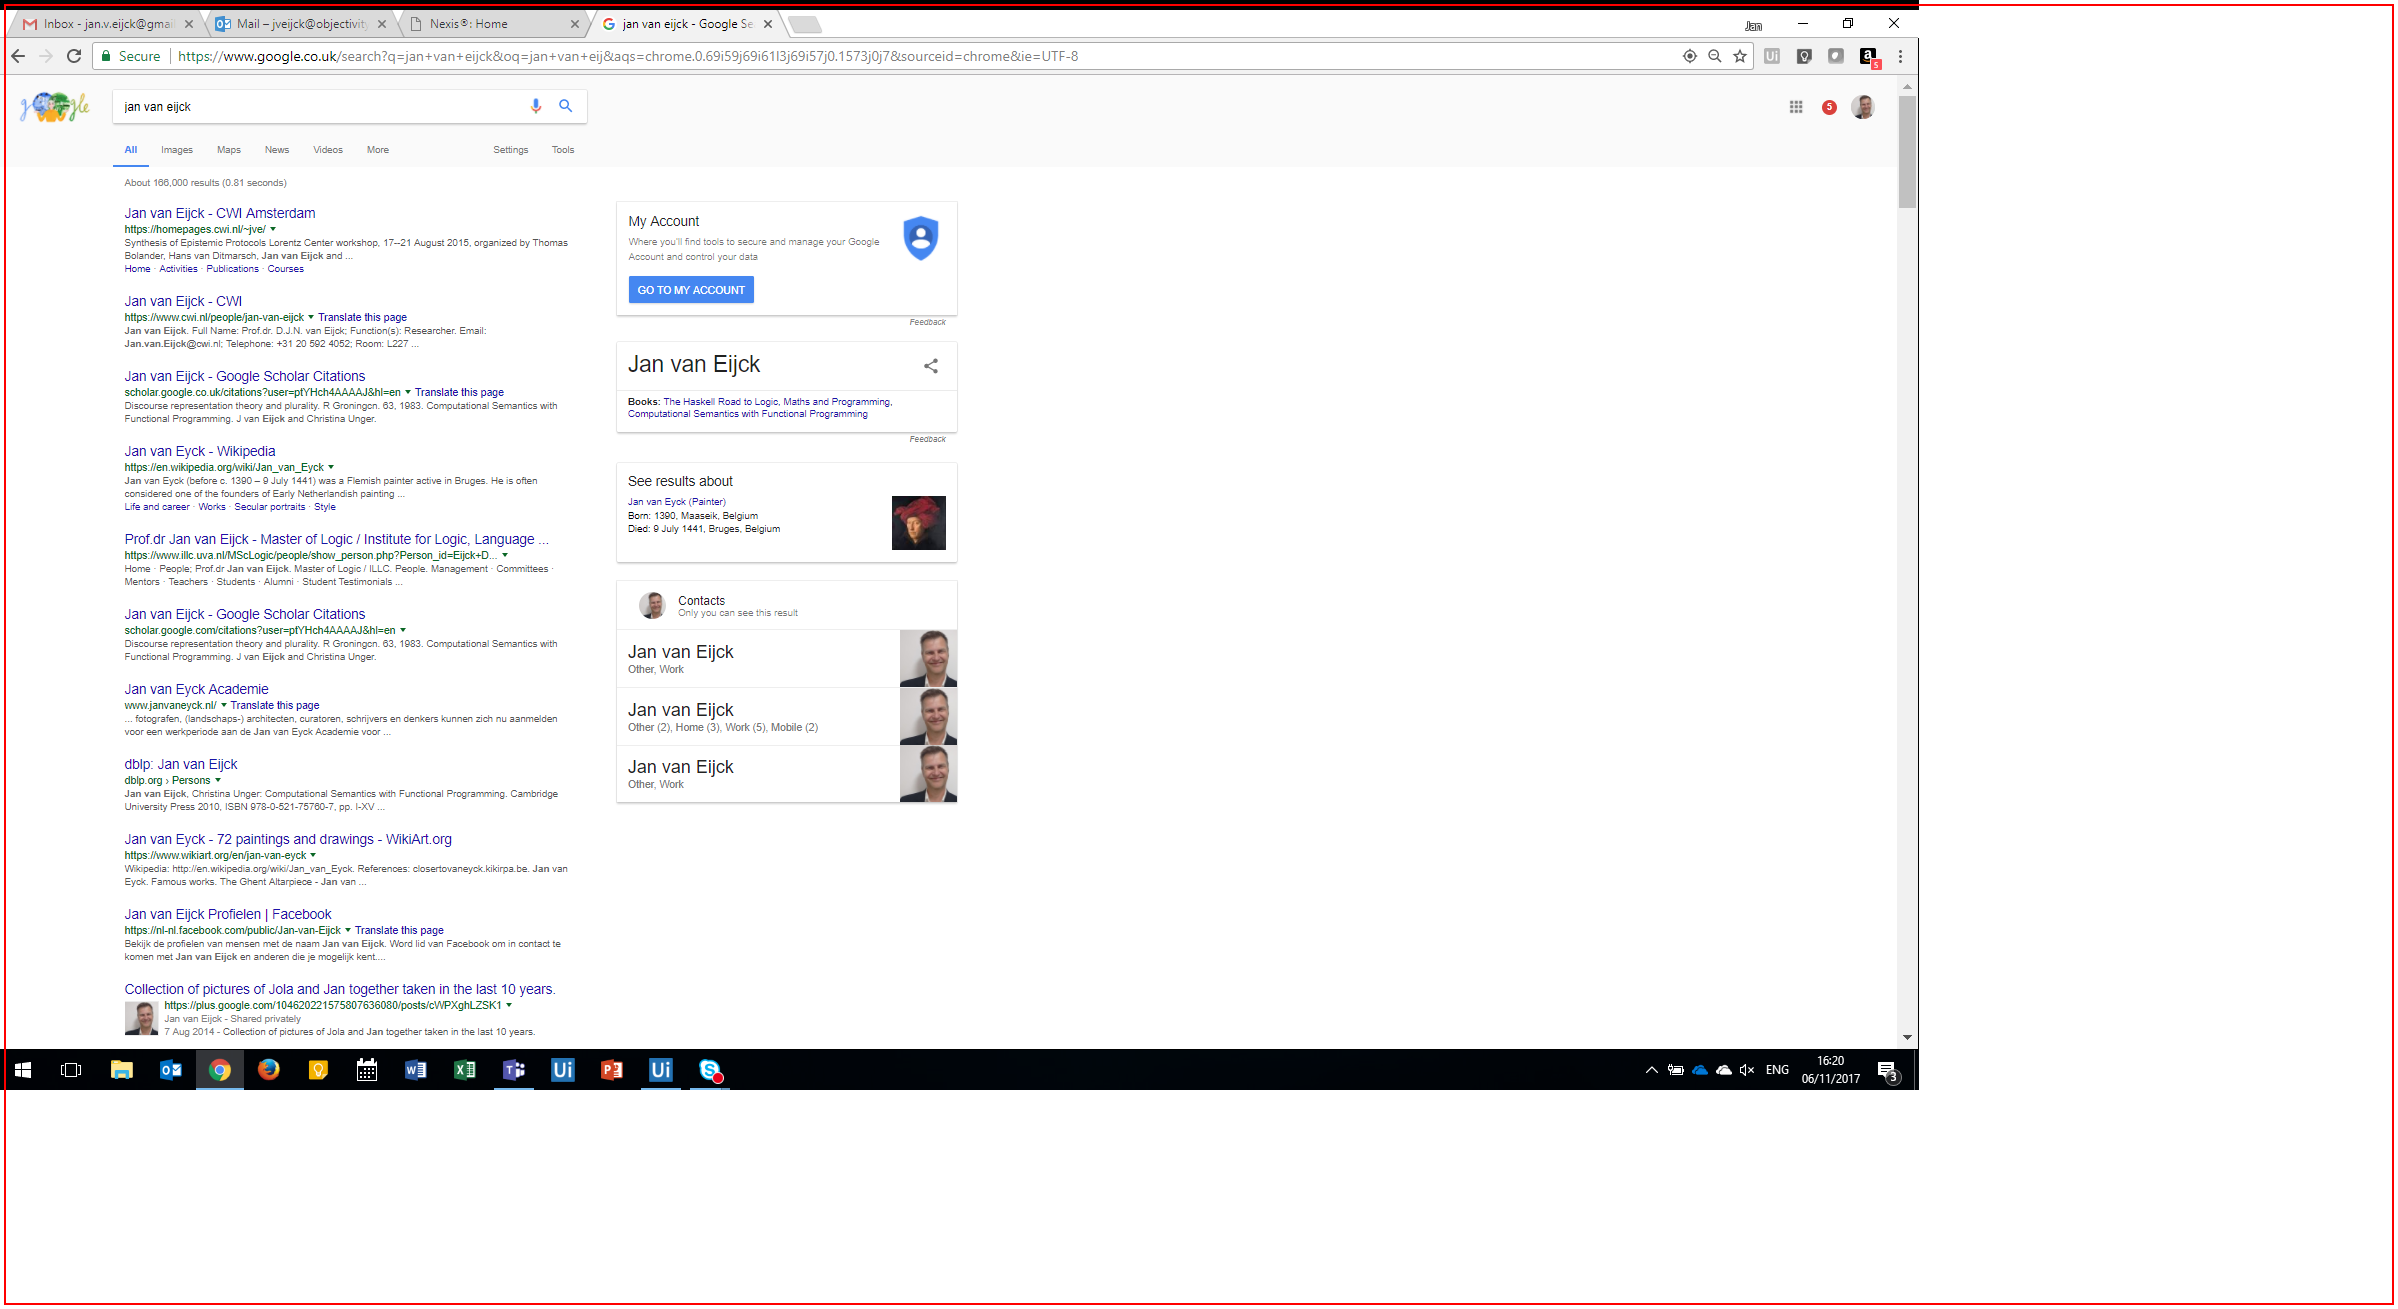 Inbox - jan.v.eijck@gmai
Mail – jveijck@objectivity
Nexis®: Home
jan van eijck - Google Se
Jan
Secure
https://www.google.co.uk/search?q=jan+van+eijck&oq=jan+van+eij&aqs=chrome.0.69i59j69i61l3j69i57j0.1573j0j7&sourceid=chrome&ie=UTF-8
Ui
a
5
google
jan van eijck
5
All
Images
Maps
News
Videos
More
Settings
Tools
About 166,000 results (0.81 seconds)
Jan van Eijck - CWI Amsterdam
https://homepages.cwi.nl/~jve/
Synthesis of Epistemic Protocols Lorentz Center workshop, 17--21 August 2015, organized by Thomas
Bolander, Hans van Ditmarsch, Jan van Eijck and ...
Home · Activities · Publications · Courses
Jan van Eijck - CWI
https://www.cwi.nl/people/jan-van-eijck Translate this page
Jan van Eijck. Full Name: Prof.dr. D.J.N. van Eijck; Function(s): Researcher. Email:
Jan.van.Eijck@cwi.nl; Telephone: +31 20 592 4052; Room: L227 ...
Jan van Eijck - Google Scholar Citations
scholar.google.co.uk/citations?user=ptYHch4AAAAJ&hl=en Translate this page
Discourse representation theory and plurality. R Groningcn. 63, 1983. Computational Semantics with
Functional Programming. J van Eijck and Christina Unger.
Jan van Eyck - Wikipedia
https://en.wikipedia.org/wiki/Jan_van_Eyck
Jan van Eyck (before c. 1390 – 9 July 1441) was a Flemish painter active in Bruges. He is often
considered one of the founders of Early Netherlandish painting ...
Life and career · Works · Secular portraits · Style
Prof.dr Jan van Eijck - Master of Logic / Institute for Logic, Language ...
https://www.illc.uva.nl/MScLogic/people/show_person.php?Person_id=Eijck+D...
Home · People; Prof.dr Jan van Eijck. Master of Logic / ILLC. People. Management · Committees ·
Mentors · Teachers · Students · Alumni · Student Testimonials ...
Jan van Eijck - Google Scholar Citations
scholar.google.com/citations?user=ptYHch4AAAAJ&hl=en
Discourse representation theory and plurality. R Groningcn. 63, 1983. Computational Semantics with
Functional Programming. J van Eijck and Christina Unger.
Jan van Eyck Academie
www.janvaneyck.nl/ Translate this page
... fotografen, (landschaps-) architecten, curatoren, schrijvers en denkers kunnen zich nu aanmelden
voor een werkperiode aan de Jan van Eyck Academie voor ...
dblp: Jan van Eijck
dblp.org › Persons
Jan van Eijck, Christina Unger: Computational Semantics with Functional Programming. Cambridge
University Press 2010, ISBN 978-0-521-75760-7, pp. I-XV ...
Jan van Eyck - 72 paintings and drawings - WikiArt.org
https://www.wikiart.org/en/jan-van-eyck
Wikipedia: http://en.wikipedia.org/wiki/Jan_van_Eyck. References: closertovaneyck.kikirpa.be. Jan van
Eyck. Famous works. The Ghent Altarpiece - Jan van ...
Jan van Eijck Profielen | Facebook
https://nl-nl.facebook.com/public/Jan-van-Eijck Translate this page
Bekijk de profielen van mensen met de naam Jan van Eijck. Word lid van Facebook om in contact te
komen met Jan van Eijck en anderen die je mogelijk kent....
Collection of pictures of Jola and Jan together taken in the last 10 years.
https://plus.google.com/104620221575807636080/posts/cWPXghLZSK1
Jan van Eijck - Shared privately
7 Aug 2014 - Collection of pictures of Jola and Jan together taken in the last 10 years.
My Account
Where you'll find tools to secure and manage your Google
Account and control your data
GO TO MY ACCOUNT
Feedback
Jan van Eijck
Books: The Haskell Road to Logic, Maths and Programming,
Computational Semantics with Functional Programming
Feedback
See results about
Jan van Eyck (Painter)
Born: 1390, Maaseik, Belgium
Died: 9 July 1441, Bruges, Belgium
Contacts
Only you can see this result
Jan van Eijck
Other, Work
Jan van Eijck
Other (2), Home (3), Work (5), Mobile (2)
Jan van Eijck
Other, Work
Ui
Ui
ENG
16:20
06/11/2017
3